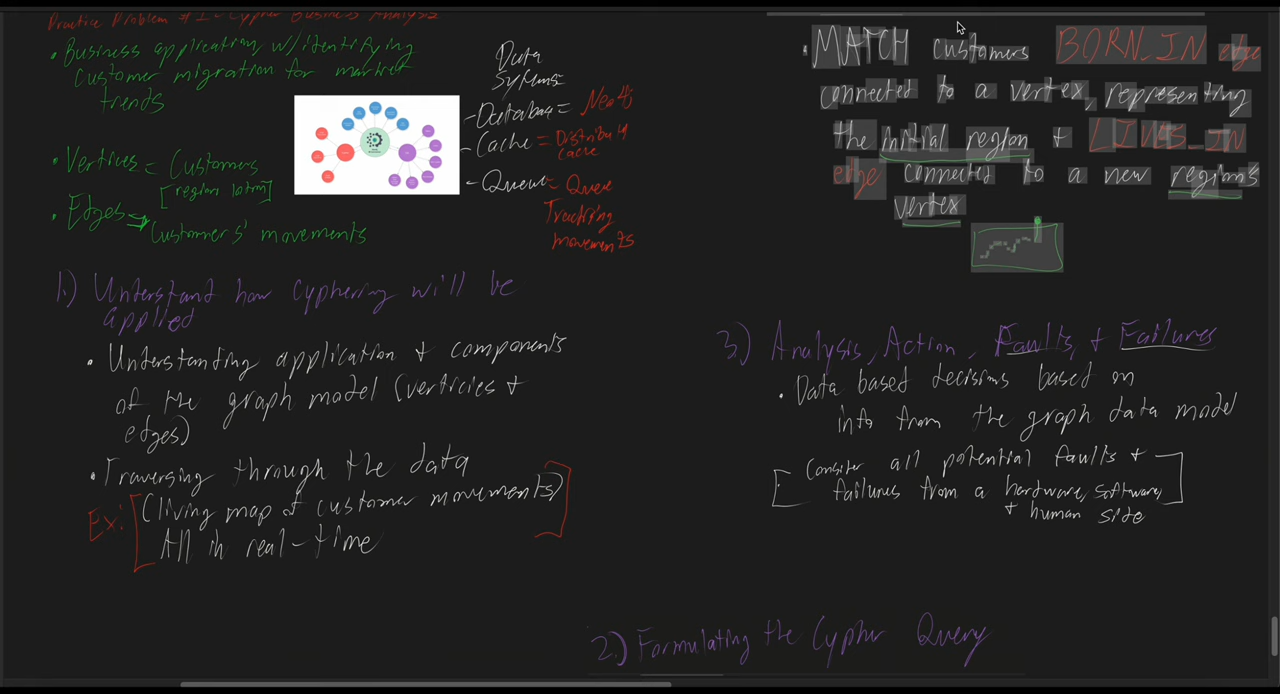 Practice Problem #1 - Cypher Business Analysis
• Business application w/identifying
customer migration for market
trends
• Vertices = Customers
[region lotion]
• Edges →
Customers' movements
Data
Systems
- Database = Neo4j
- Cache = Distributed
Cache
- Queue = Queue
Tracking
movements
1.) Understand how cyphering will be
applied
• Understanding application + components
of the graph model (verticies +
edges)
• Traversing through the data
Ex: (living map of customer movements)
All in real-time
• MATCH customers BORN_IN edge
connected to a vertex, representing
the initial region + LIVES_IN
edge connected to a new regions
vertex
3.) Analysis, Action, Faults, + Failures
• Data based decisions based on
info from the graph data model
Consider all potential faults +
failures from a hardware, software,
+ human side
2.) Formulating the Cypher Query